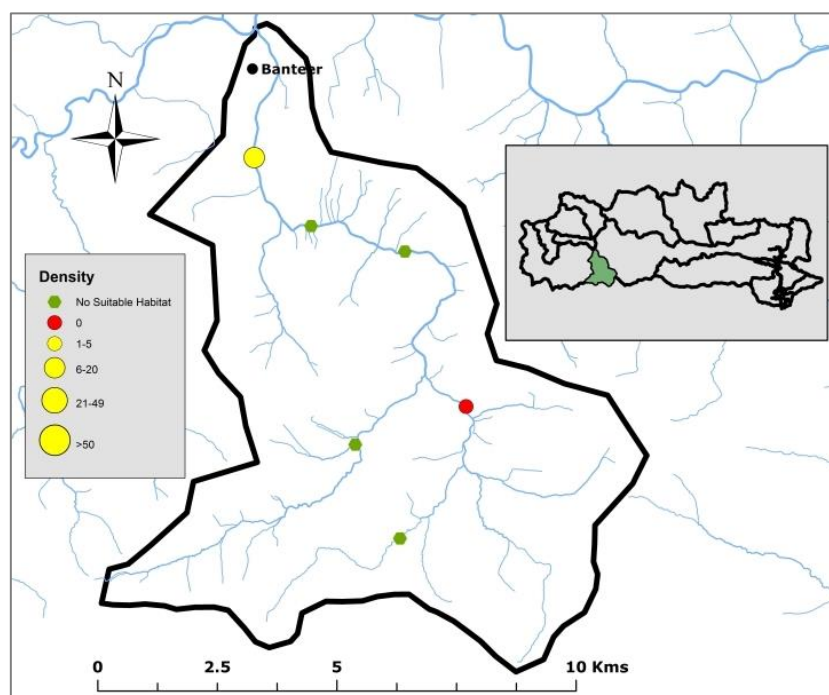 Banteer
N
Density
No Suitable Habitat
0
1-5
6-20
21-49
>50
0 2.5 5 10 Kms